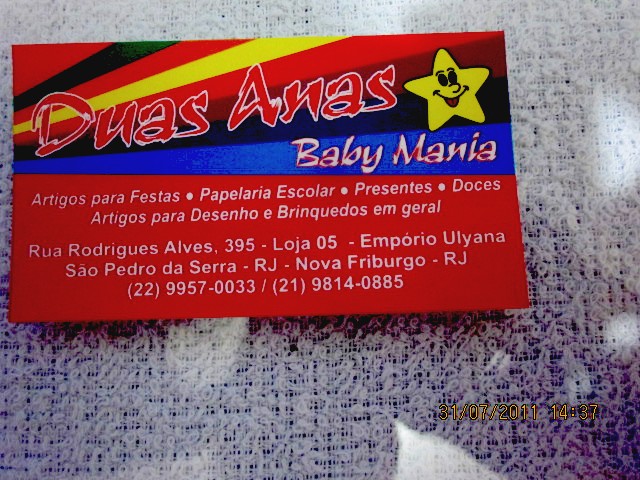 Duas Anas
Baby Mania
Artigos para Festas ● Papelaria Escolar ● Presentes ● Doces
Artigos para Desenho e Brinquedos em geral
Rua Rodrigues Alves, 395 - Loja 05 - Empório Ulyana
São Pedro da Serra - RJ - Nova Friburgo - RJ
(22) 9957-0033 / (21) 9814-0885
31/07/2011 14:37